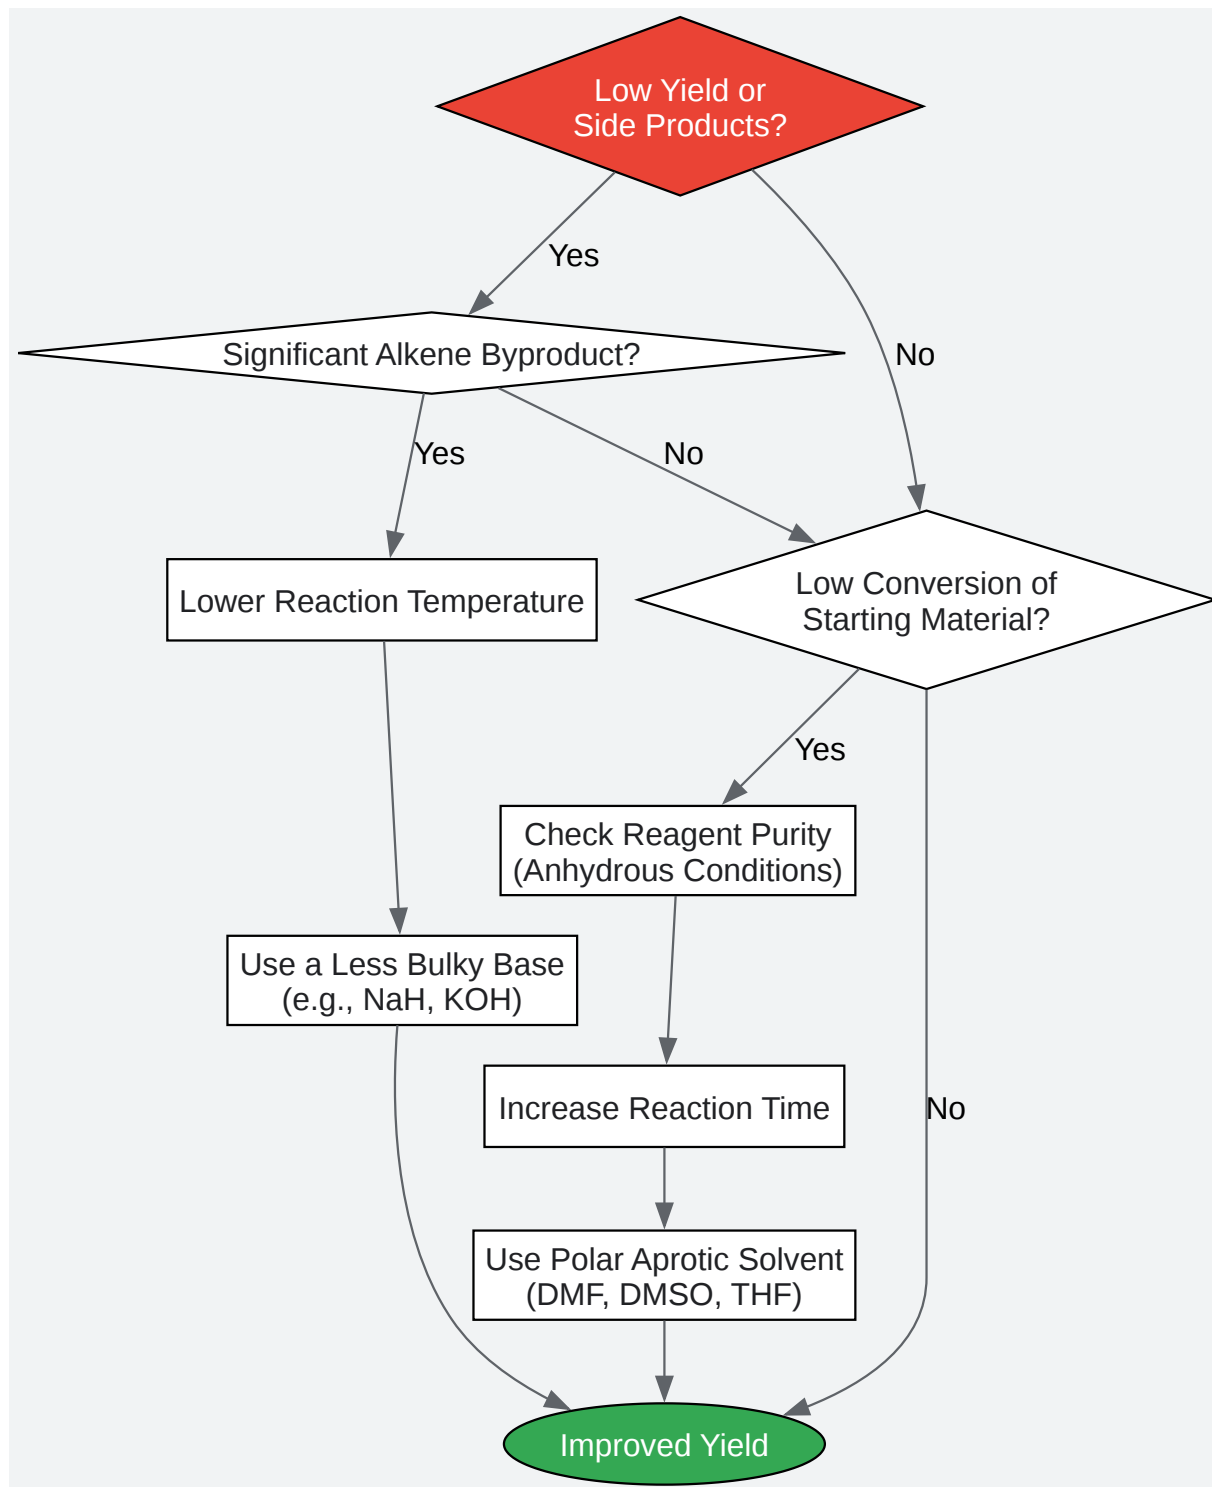 Low Yield or
Side Products?
Yes
No
Significant Alkene Byproduct?
Yes
No
Lower Reaction Temperature
Low Conversion of
Starting Material?
Yes
Check Reagent Purity
(Anhydrous Conditions)
Use a Less Bulky Base
(e.g., NaH, KOH)
Increase Reaction Time
No
Use Polar Aprotic Solvent
(DMF, DMSO, THF)
Improved Yield